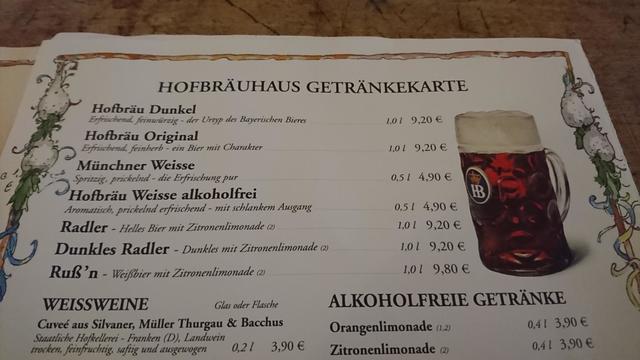 HOFBRÄUHAUS GETRÄNKEKARTE
Hofbräu Dunkel
Erfrischend, feinwürzig - der Urtyp des Bayerischen Bieres 1,0 l 9,20 €
Hofbräu Original
Erfrischend, feinherb - ein Bier mit Charakter 1,0 l 9,20 €
Münchner Weisse
Spritzig, prickelnd - die Erfrischung pur 0,5 l 4,90 €
Hofbräu Weisse alkoholfrei
Aromatisch, prickelnd erfrischend - mit schlankem Ausgang 0,5 l 4,90 €
Radler - Helles Bier mit Zitronenlimonade (2) 1,0 l 9,20 €
Dunkles Radler - Dunkles mit Zitronenlimonade (2) 1,0 l 9,20 €
Ruß'n - Weißbier mit Zitronenlimonade (2) 1,0 l 9,80 €
HB
WEISSWEINE Glas oder Flasche
Cuveé aus Silvaner, Müller Thurgau & Bacchus
Staatliche Hofkellerei - Franken (D), Landwein
trocken, feinfruchtig, saftig und ausgewogen 0,2 l 3,90 €
ALKOHOLFREIE GETRÄNKE
Orangenlimonade (1,2) 0,4 l 3,90 €
Zitronenlimonade (2) 0,4 l 3,90 €